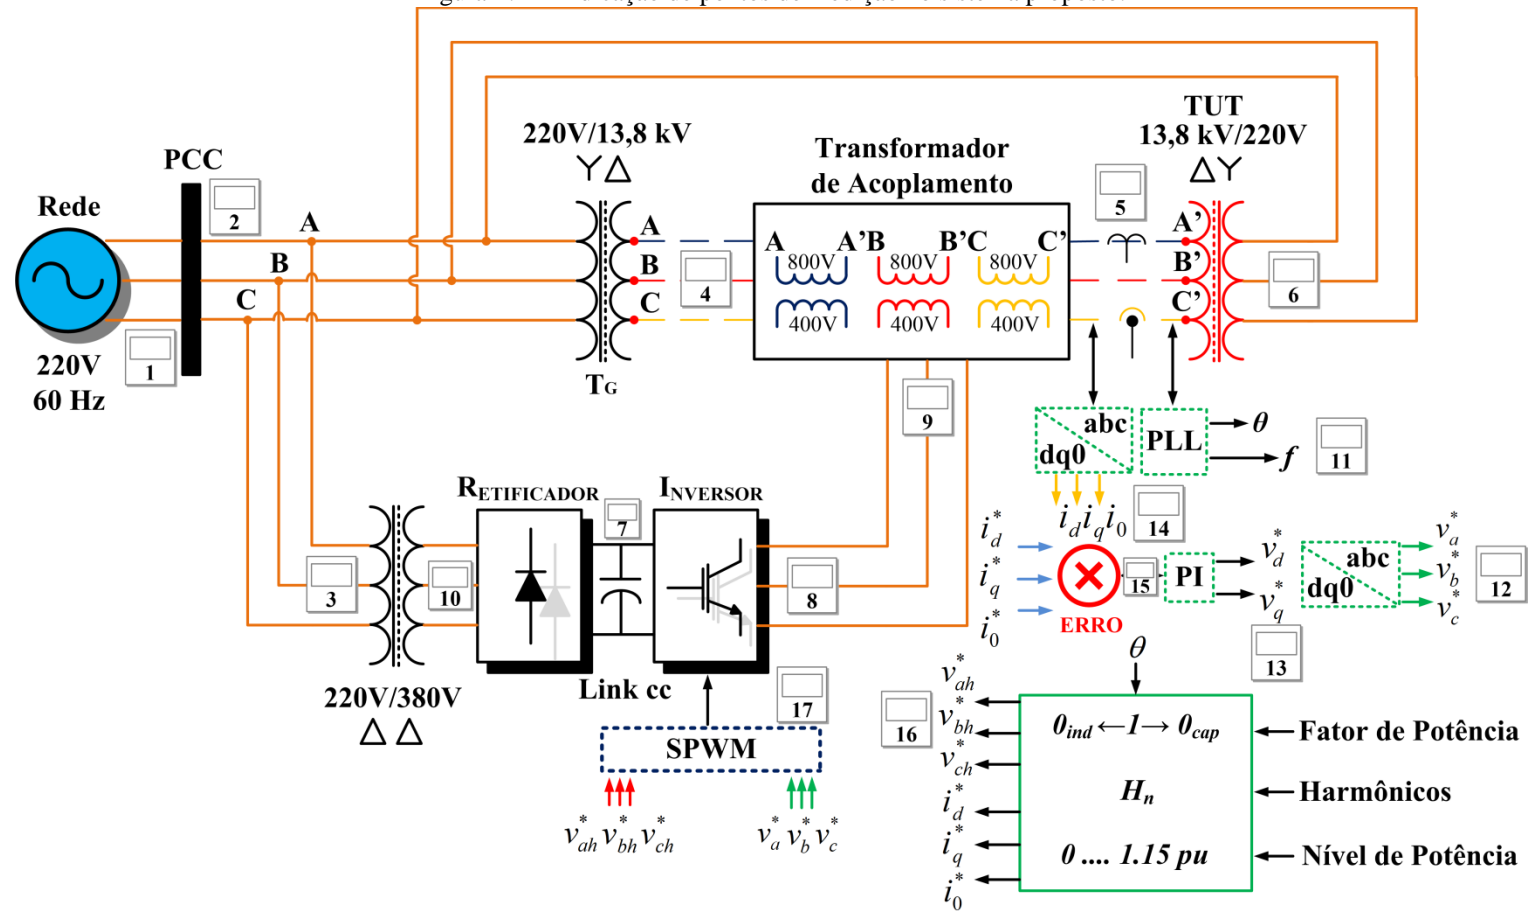 PCC
Rede
220V
60 Hz
1
2
A
B
C
220V/13,8 kV
TG
A
B
C
4
Transformador
de Acoplamento
A A'B B'C C'
800V 800V 800V
400V 400V 400V
5
TUT
13,8 kV/220V
A'
B'
C'
6
9
abc
dq0
PLL
θ
f
11
3
10
220V/380V
RETIFICADOR
7
Link cc
INVERSOR
8
17
SPWM
v*ah v*bh v*ch
v*a v*b v*c
id iq i0
14
i*d
i*q
i*0
ERRO
15
PI
v*d
v*q
13
abc
dq0
v*a
v*b
v*c
12
θ
16
v*ah
v*bh
v*ch
i*d
i*q
i*0
0ind ← 1 → 0cap
Hn
0 .... 1.15 pu
Fator de Potência
Harmônicos
Nível de Potência